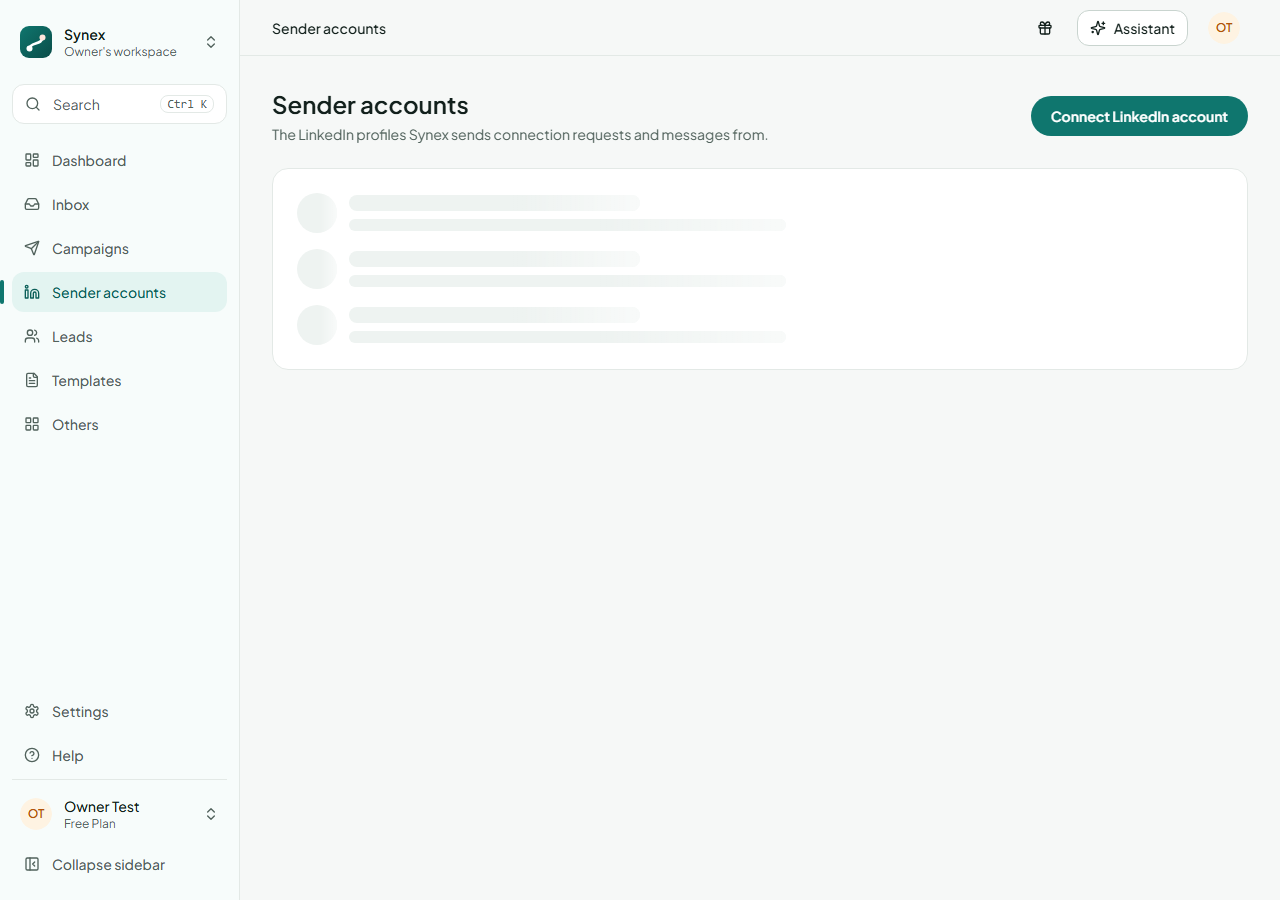 Synex
Owner's workspace
Search
Ctrl K
Dashboard
Inbox
Campaigns
Sender accounts
Leads
Templates
Others
Settings
Help
OT
Owner Test
Free Plan
Collapse sidebar
Sender accounts
Assistant
OT
Sender accounts
The LinkedIn profiles Synex sends connection requests and messages from.
Connect LinkedIn account